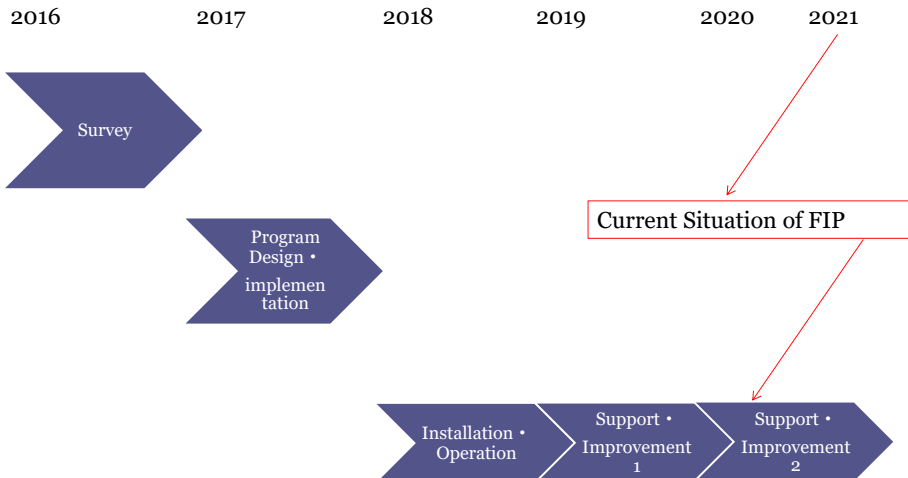 2016 2017 2018 2019 2020 2021
Survey
Current Situation of FIP
Program
Design・
implemen
tation
Installation・
Operation
Support・
Improvement
1
Support・
Improvement
2